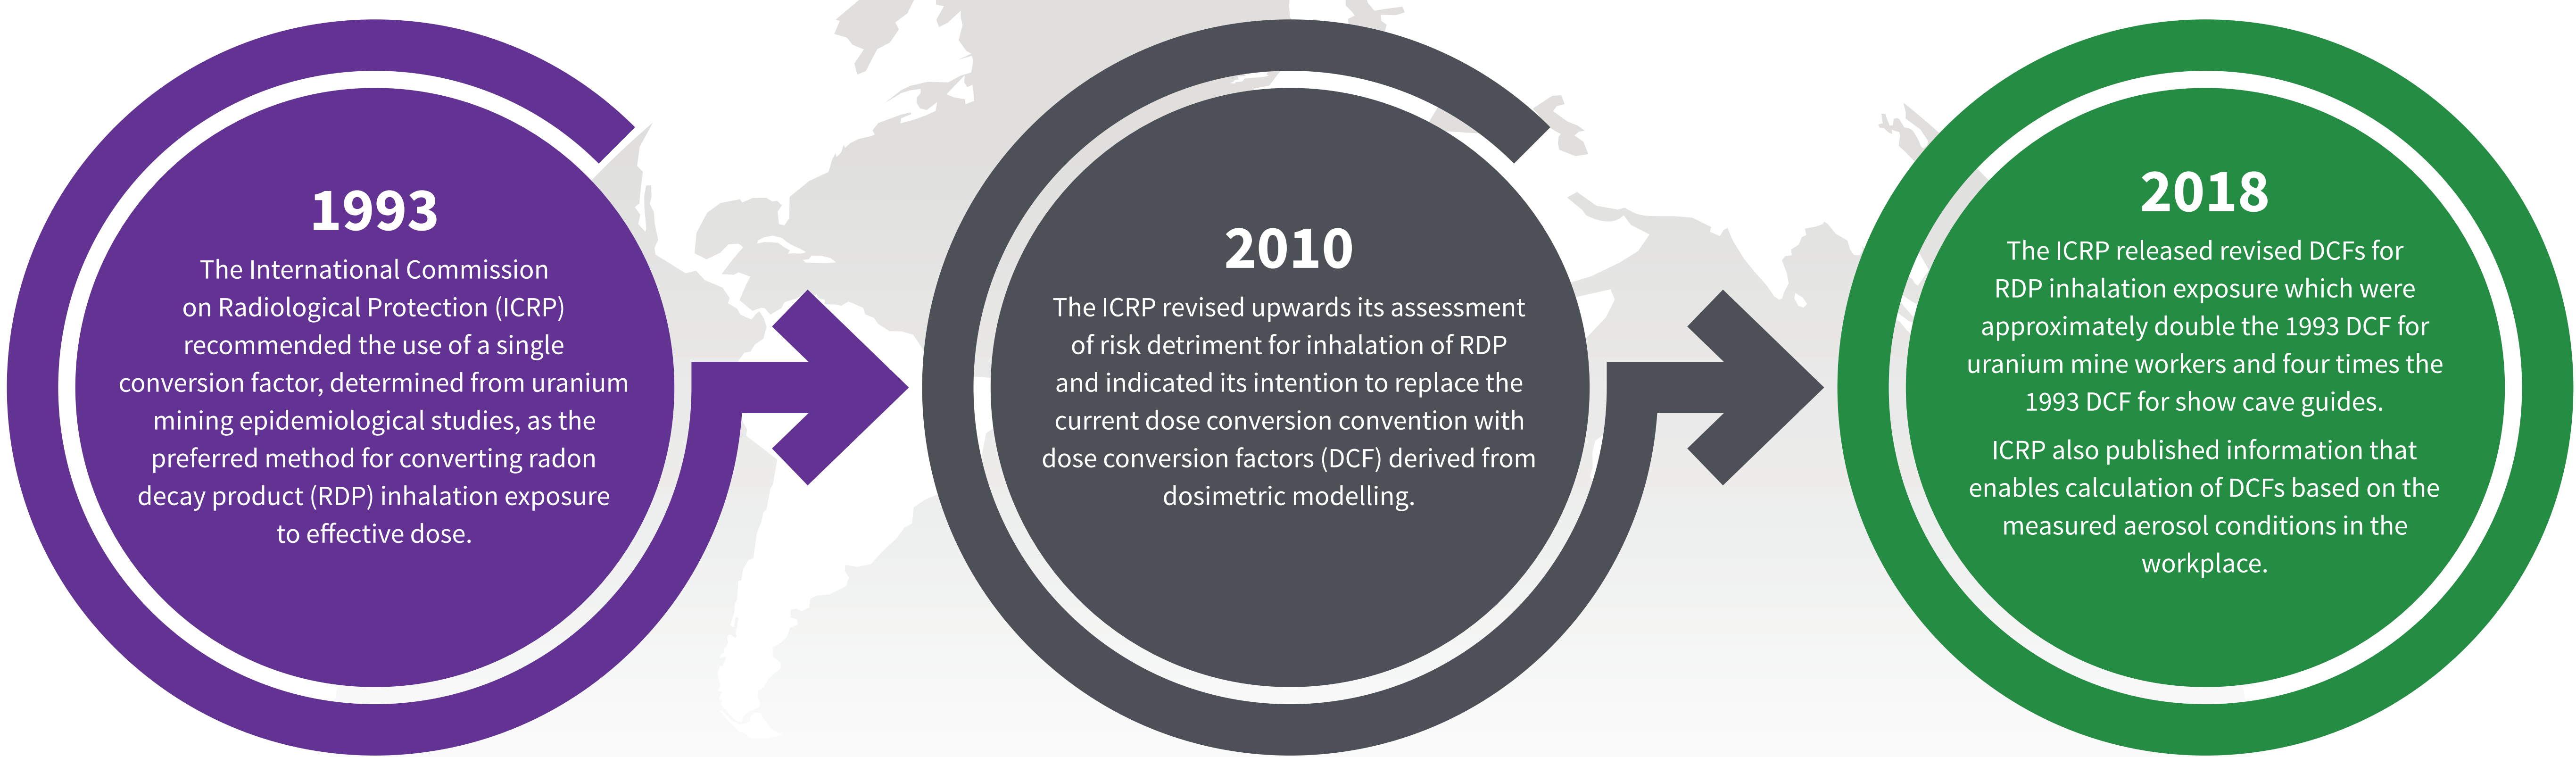 1993
The International Commission
on Radiological Protection (ICRP)
recommended the use of a single
conversion factor, determined from uranium
mining epidemiological studies, as the
preferred method for converting radon
decay product (RDP) inhalation exposure
to effective dose.
2010
The ICRP revised upwards its assessment
of risk detriment for inhalation of RDP
and indicated its intention to replace the
current dose conversion convention with
dose conversion factors (DCF) derived from
dosimetric modelling.
2018
The ICRP released revised DCFs for
RDP inhalation exposure which were
approximately double the 1993 DCF for
uranium mine workers and four times the
1993 DCF for show cave guides.
ICRP also published information that
enables calculation of DCFs based on the
measured aerosol conditions in the
workplace.